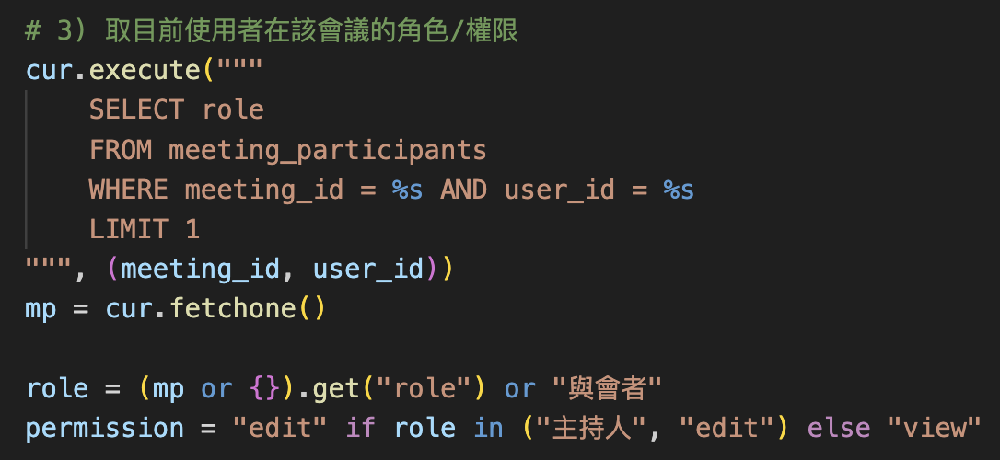 # 3) 取目前使用者在該會議的角色/權限
cur.execute("""
    SELECT role
    FROM meeting_participants
    WHERE meeting_id = %s AND user_id = %s
    LIMIT 1
""", (meeting_id, user_id))
mp = cur.fetchone()

role = (mp or {}).get("role") or "與會者"
permission = "edit" if role in ("主持人", "edit") else "view"